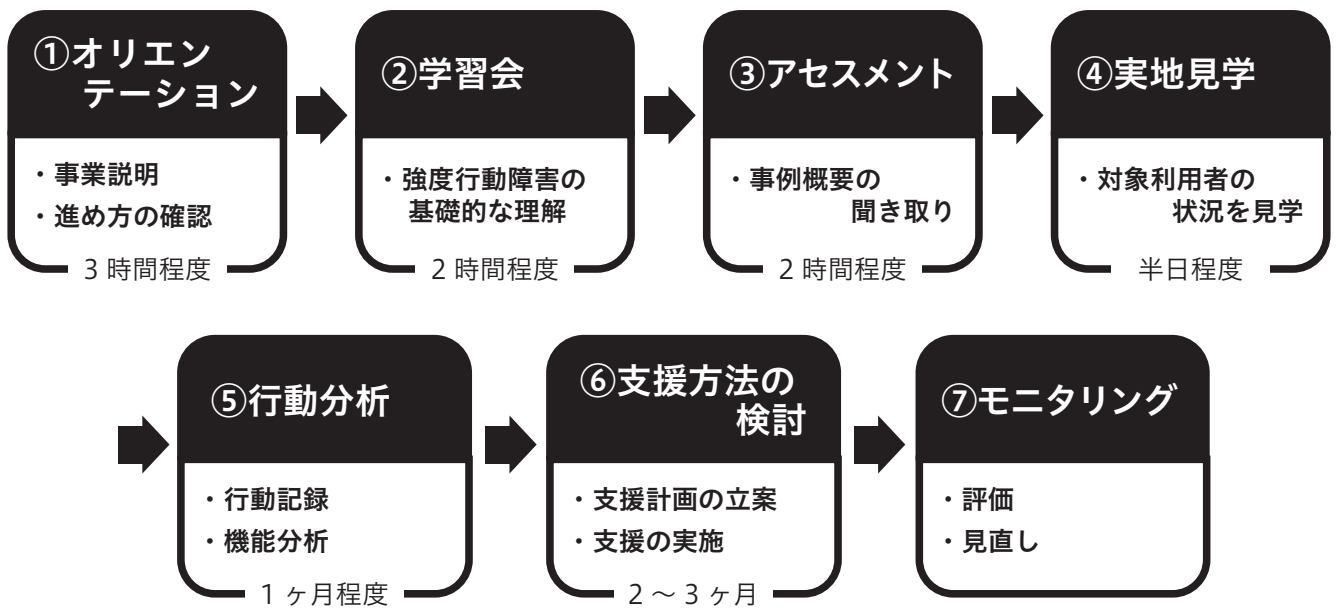 ①オリエン
テーション
・事業説明
・進め方の確認
3 時間程度
②学習会
・強度行動障害の
基礎的な理解
2 時間程度
③アセスメント
・事例概要の
聞き取り
2 時間程度
④実地見学
・対象利用者の
状況を見学
半日程度
⑤行動分析
・行動記録
・機能分析
1 ヶ月程度
⑥支援方法の
検討
・支援計画の立案
・支援の実施
2 〜 3 ヶ月
⑦モニタリング
・評価
・見直し